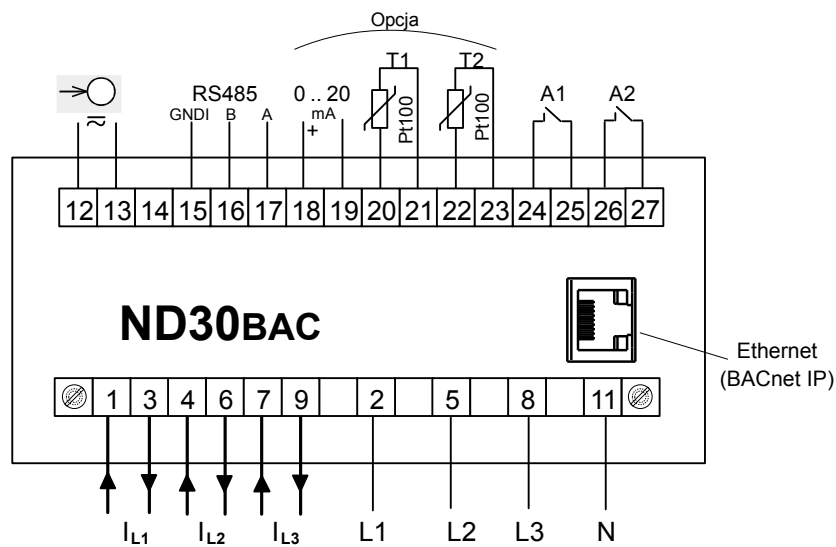 Opcja
T1 T2
RS485 0 .. 20 A1 A2
GNDI B A mA
+
Pt100 Pt100
12 13 14 15 16 17 18 19 20 21 22 23 24 25 26 27
ND30BAC
Ethernet
(BACnet IP)
1 3 4 6 7 9 2 5 8 11
IL1 IL2 IL3 L1 L2 L3 N